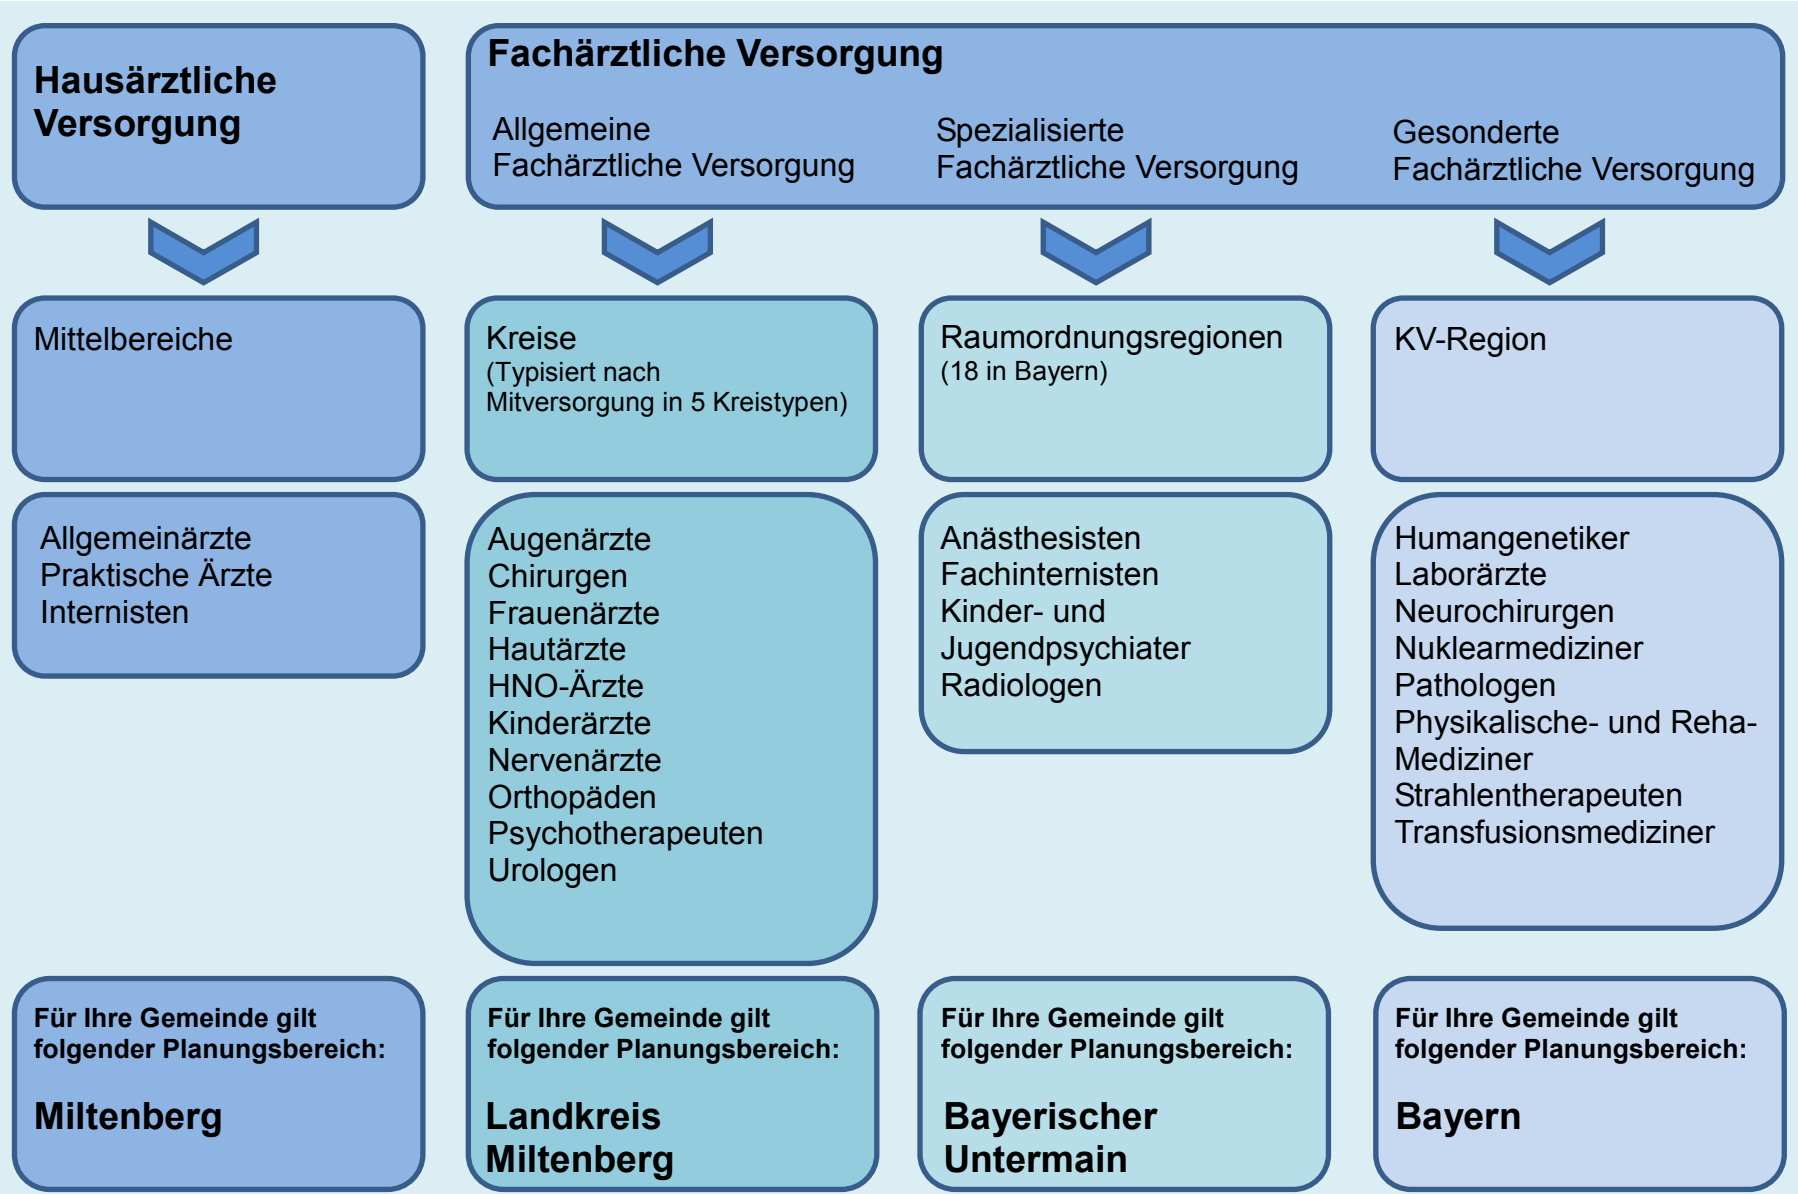 Hausärztliche
Versorgung
Fachärztliche Versorgung
Allgemeine
Fachärztliche Versorgung
Spezialisierte
Fachärztliche Versorgung
Gesonderte
Fachärztliche Versorgung
Mittelbereiche
Kreise
(Typisiert nach
Mitversorgung in 5 Kreistypen)
Raumordnungsregionen
(18 in Bayern)
KV-Region
Allgemeinärzte
Praktische Ärzte
Internisten
Augenärzte
Chirurgen
Frauenärzte
Hautärzte
HNO-Ärzte
Kinderärzte
Nervenärzte
Orthopäden
Psychotherapeuten
Urologen
Anästhesisten
Fachinternisten
Kinder- und
Jugendpsychiater
Radiologen
Humangenetiker
Laborärzte
Neurochirurgen
Nuklearmediziner
Pathologen
Physikalische- und Reha-
Mediziner
Strahlentherapeuten
Transfusionsmediziner
Für Ihre Gemeinde gilt
folgender Planungsbereich:
Miltenberg
Für Ihre Gemeinde gilt
folgender Planungsbereich:
Landkreis
Miltenberg
Für Ihre Gemeinde gilt
folgender Planungsbereich:
Bayerischer
Untermain
Für Ihre Gemeinde gilt
folgender Planungsbereich:
Bayern